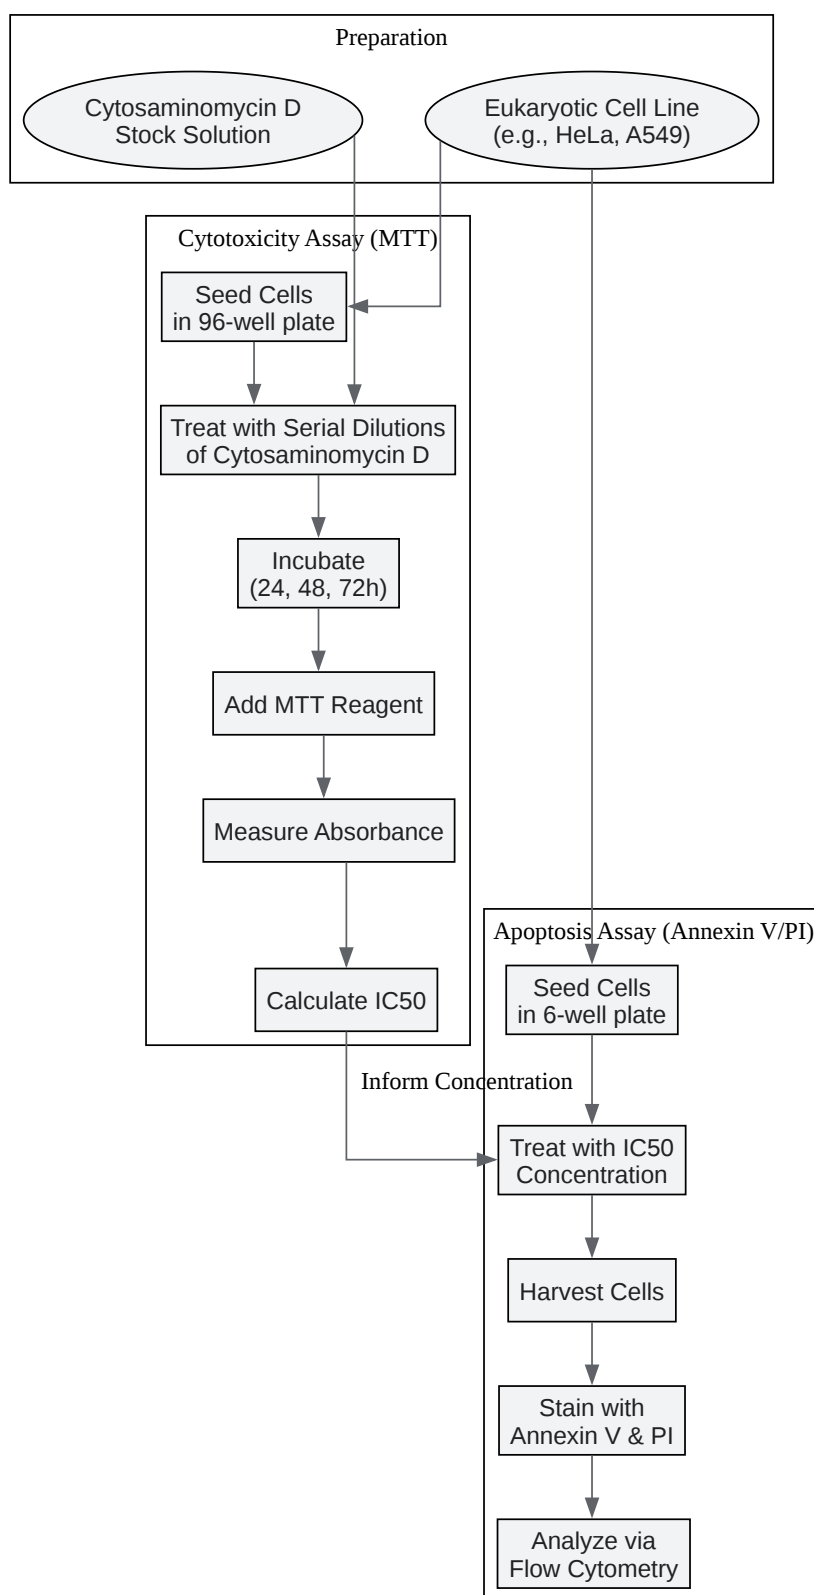 Preparation
Cytosaminomycin D
Stock Solution
Eukaryotic Cell Line
(e.g., HeLa, A549)
Cytotoxicity Assay (MTT)
Seed Cells
in 96-well plate
Treat with Serial Dilutions
of Cytosaminomycin D
Incubate
(24, 48, 72h)
Add MTT Reagent
Measure Absorbance
Calculate IC50
Inform Concentration
Apoptosis Assay (Annexin V/PI)
Seed Cells
in 6-well plate
Treat with IC50
Concentration
Harvest Cells
Stain with
Annexin V & PI
Analyze via
Flow Cytometry